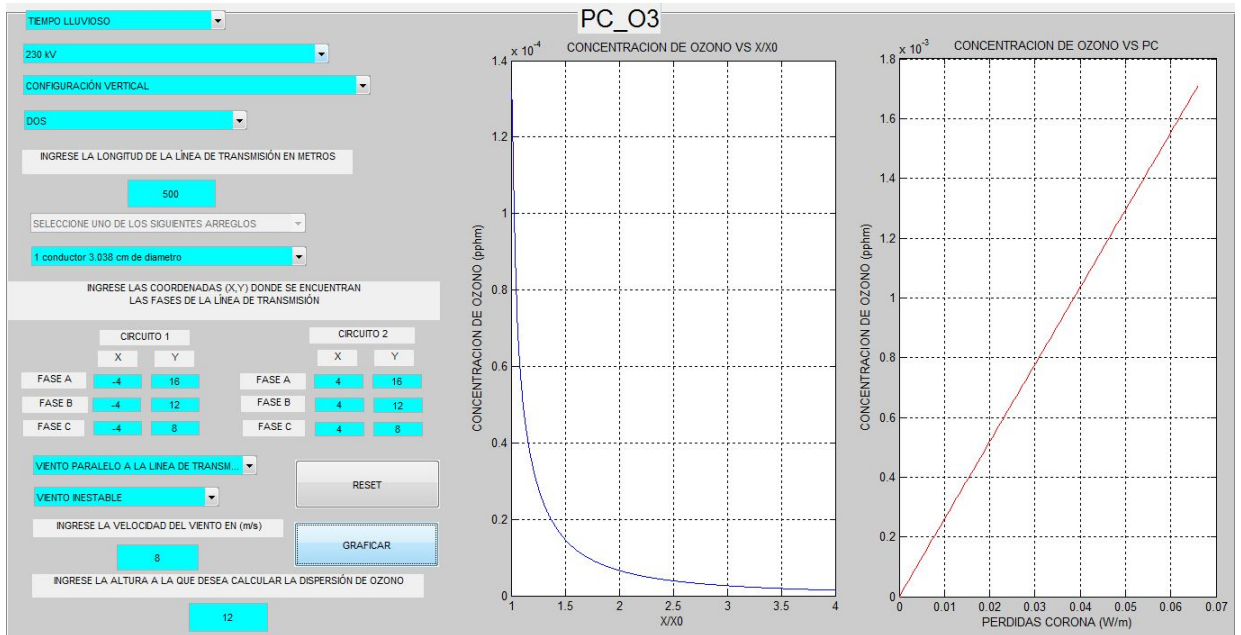 PC_O3
TIEMPO LLUVIOSO
230 kV
CONFIGURACIÓN VERTICAL
DOS
INGRESE LA LONGITUD DE LA LÍNEA DE TRANSMISIÓN EN METROS
500
SELECCIONE UNO DE LOS SIGUIENTES ARREGLOS
1 conductor 3.038 cm de diametro
INGRESE LAS COORDENADAS (X,Y) DONDE SE ENCUENTRAN
LAS FASES DE LA LÍNEA DE TRANSMISIÓN
CIRCUITO 1
X Y
FASE A -4 16
FASE B -4 12
FASE C -4 8
CIRCUITO 2
X Y
FASE A 4 16
FASE B 4 12
FASE C 4 8
VIENTO PARALELO A LA LINEA DE TRANSM...
VIENTO INESTABLE
RESET
GRAFICAR
INGRESE LA VELOCIDAD DEL VIENTO EN (m/s)
8
INGRESE LA ALTURA A LA QUE DESEA CALCULAR LA DISPERSIÓN DE OZONO
12
CONCENTRACION DE OZONO VS X/X0
x 10-4
1.4
1.2
1
0.8
0.6
0.4
0.2
0
CONCENTRACION DE OZONO (pphm)
1 1.5 2 2.5 3 3.5 4
X/X0
CONCENTRACION DE OZONO VS PC
x 10-3
1.8
1.6
1.4
1.2
1
0.8
0.6
0.4
0.2
0
CONCENTRACION DE OZONO (pphm)
0 0.01 0.02 0.03 0.04 0.05 0.06 0.07
PERDIDAS CORONA (W/m)